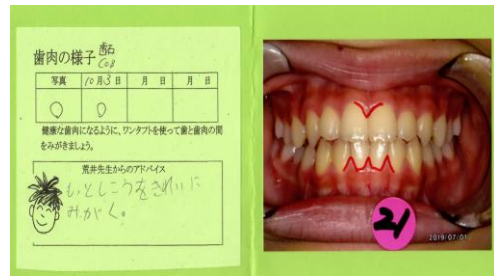 歯肉の様子
写真 10月3日 月 日 月 日
○ ○
健康な歯肉になるように、ワンタフトを使って歯と歯肉の間
をみがきましょう。
荒井先生からのアドバイス
もっとしこうをきれいに
みがく。
21
2019/07/01